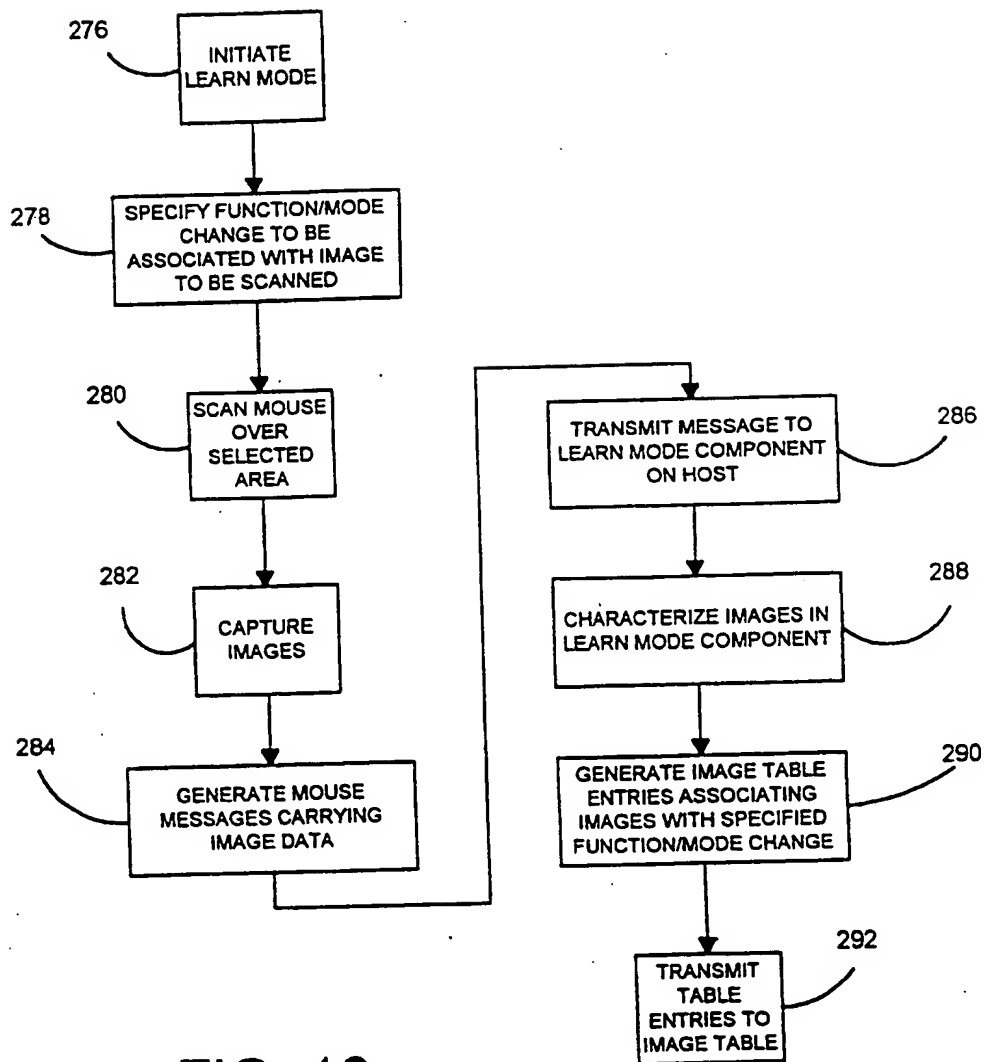 276
INITIATE
LEARN MODE
278
SPECIFY FUNCTION/MODE
CHANGE TO BE
ASSOCIATED WITH IMAGE
TO BE SCANNED
280
SCAN MOUSE
OVER
SELECTED
AREA
282
CAPTURE
IMAGES
284
GENERATE MOUSE
MESSAGES CARRYING
IMAGE DATA
TRANSMIT MESSAGE TO
LEARN MODE COMPONENT
ON HOST
286
CHARACTERIZE IMAGES IN
LEARN MODE COMPONENT
288
GENERATE IMAGE TABLE
ENTRIES ASSOCIATING
IMAGES WITH SPECIFIED
FUNCTION/MODE CHANGE
290
TRANSMIT
TABLE
ENTRIES TO
IMAGE TABLE
292